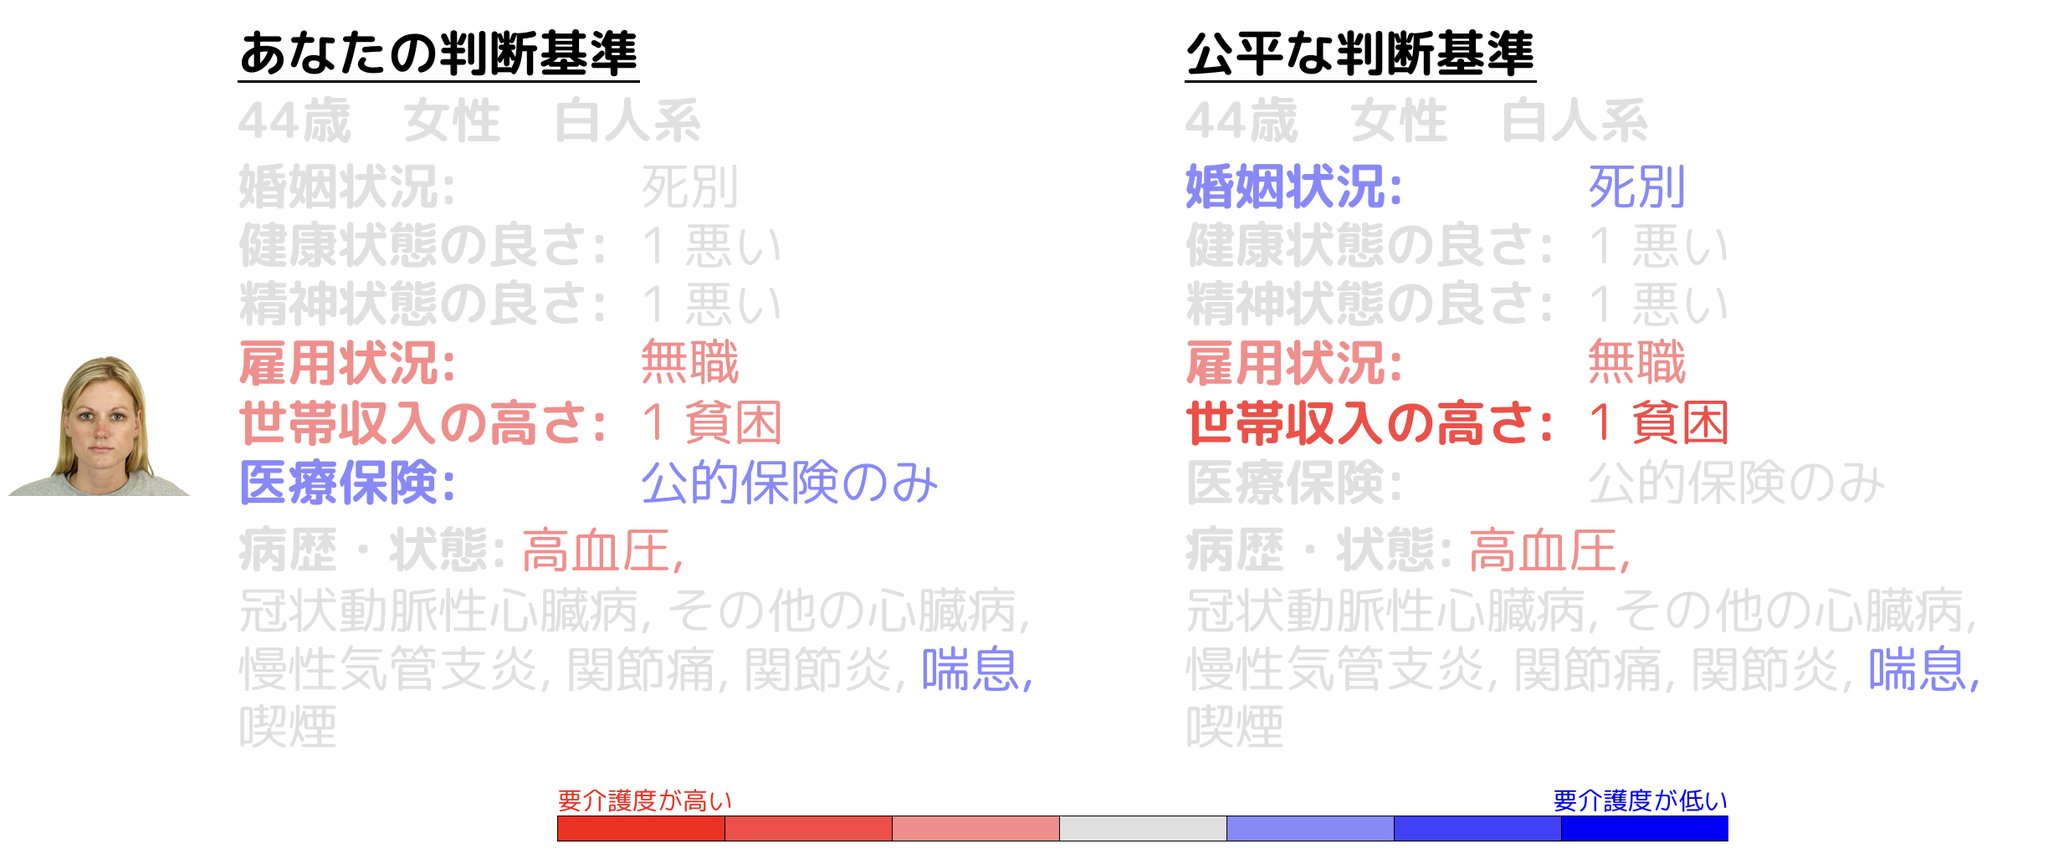 あなたの判断基準
44歳　女性　白人系
婚姻状況: 死別
健康状態の良さ: 1 悪い
精神状態の良さ: 1 悪い
雇用状況: 無職
世帯収入の高さ: 1 貧困
医療保険: 公的保険のみ
病歴・状態: 高血圧,
冠状動脈性心臓病, その他の心臓病,
慢性気管支炎, 関節痛, 関節炎, 喘息,
喫煙
公平な判断基準
44歳　女性　白人系
婚姻状況: 死別
健康状態の良さ: 1 悪い
精神状態の良さ: 1 悪い
雇用状況: 無職
世帯収入の高さ: 1 貧困
医療保険: 公的保険のみ
病歴・状態: 高血圧,
冠状動脈性心臓病, その他の心臓病,
慢性気管支炎, 関節痛, 関節炎, 喘息,
喫煙
要介護度が高い
要介護度が低い